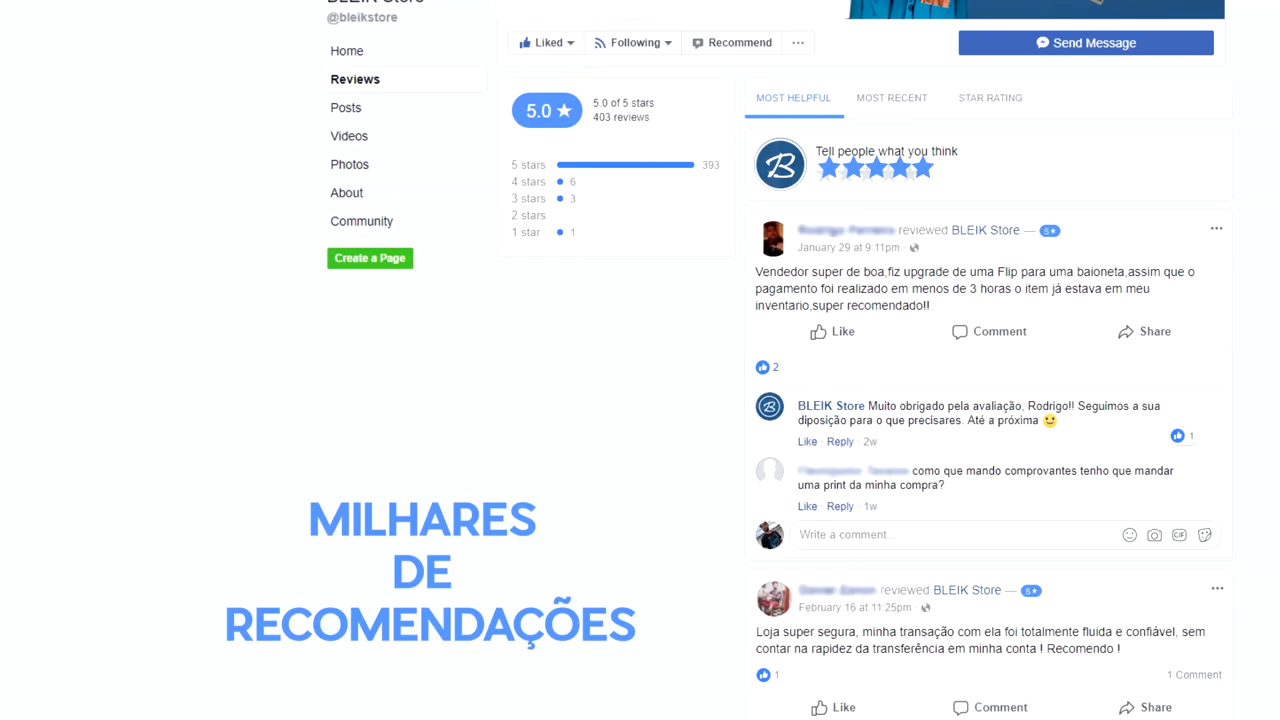 BLEIK Store
@bleikstore
Home
Reviews
Posts
Videos
Photos
About
Community
Create a Page
Liked
Following
Recommend
Send Message
5.0
5.0 of 5 stars
403 reviews
5 stars 393
4 stars 6
3 stars 3
2 stars
1 star 1
MOST HELPFUL MOST RECENT STAR RATING
B
Tell people what you think
reviewed BLEIK Store — 5★
January 29 at 9:11pm
Vendedor super de boa,fiz upgrade de uma Flip para uma baioneta,assim que o
pagamento foi realizado em menos de 3 horas o item já estava em meu
inventario,super recomendado!!
Like Comment Share
2
BLEIK Store Muito obrigado pela avaliação, Rodrigo!! Seguimos a sua
diposição para o que precisares. Até a próxima
Like · Reply · 2w
1
como que mando comprovantes tenho que mandar
uma print da minha compra?
Like · Reply · 1w
Write a comment...
GIF
reviewed BLEIK Store — 5★
February 16 at 11:25pm
Loja super segura, minha transação com ela foi totalmente fluida e confiável, sem
contar na rapidez da transferência em minha conta ! Recomendo !
1
1 Comment
Like Comment Share
MILHARES
DE
RECOMENDAÇÕES